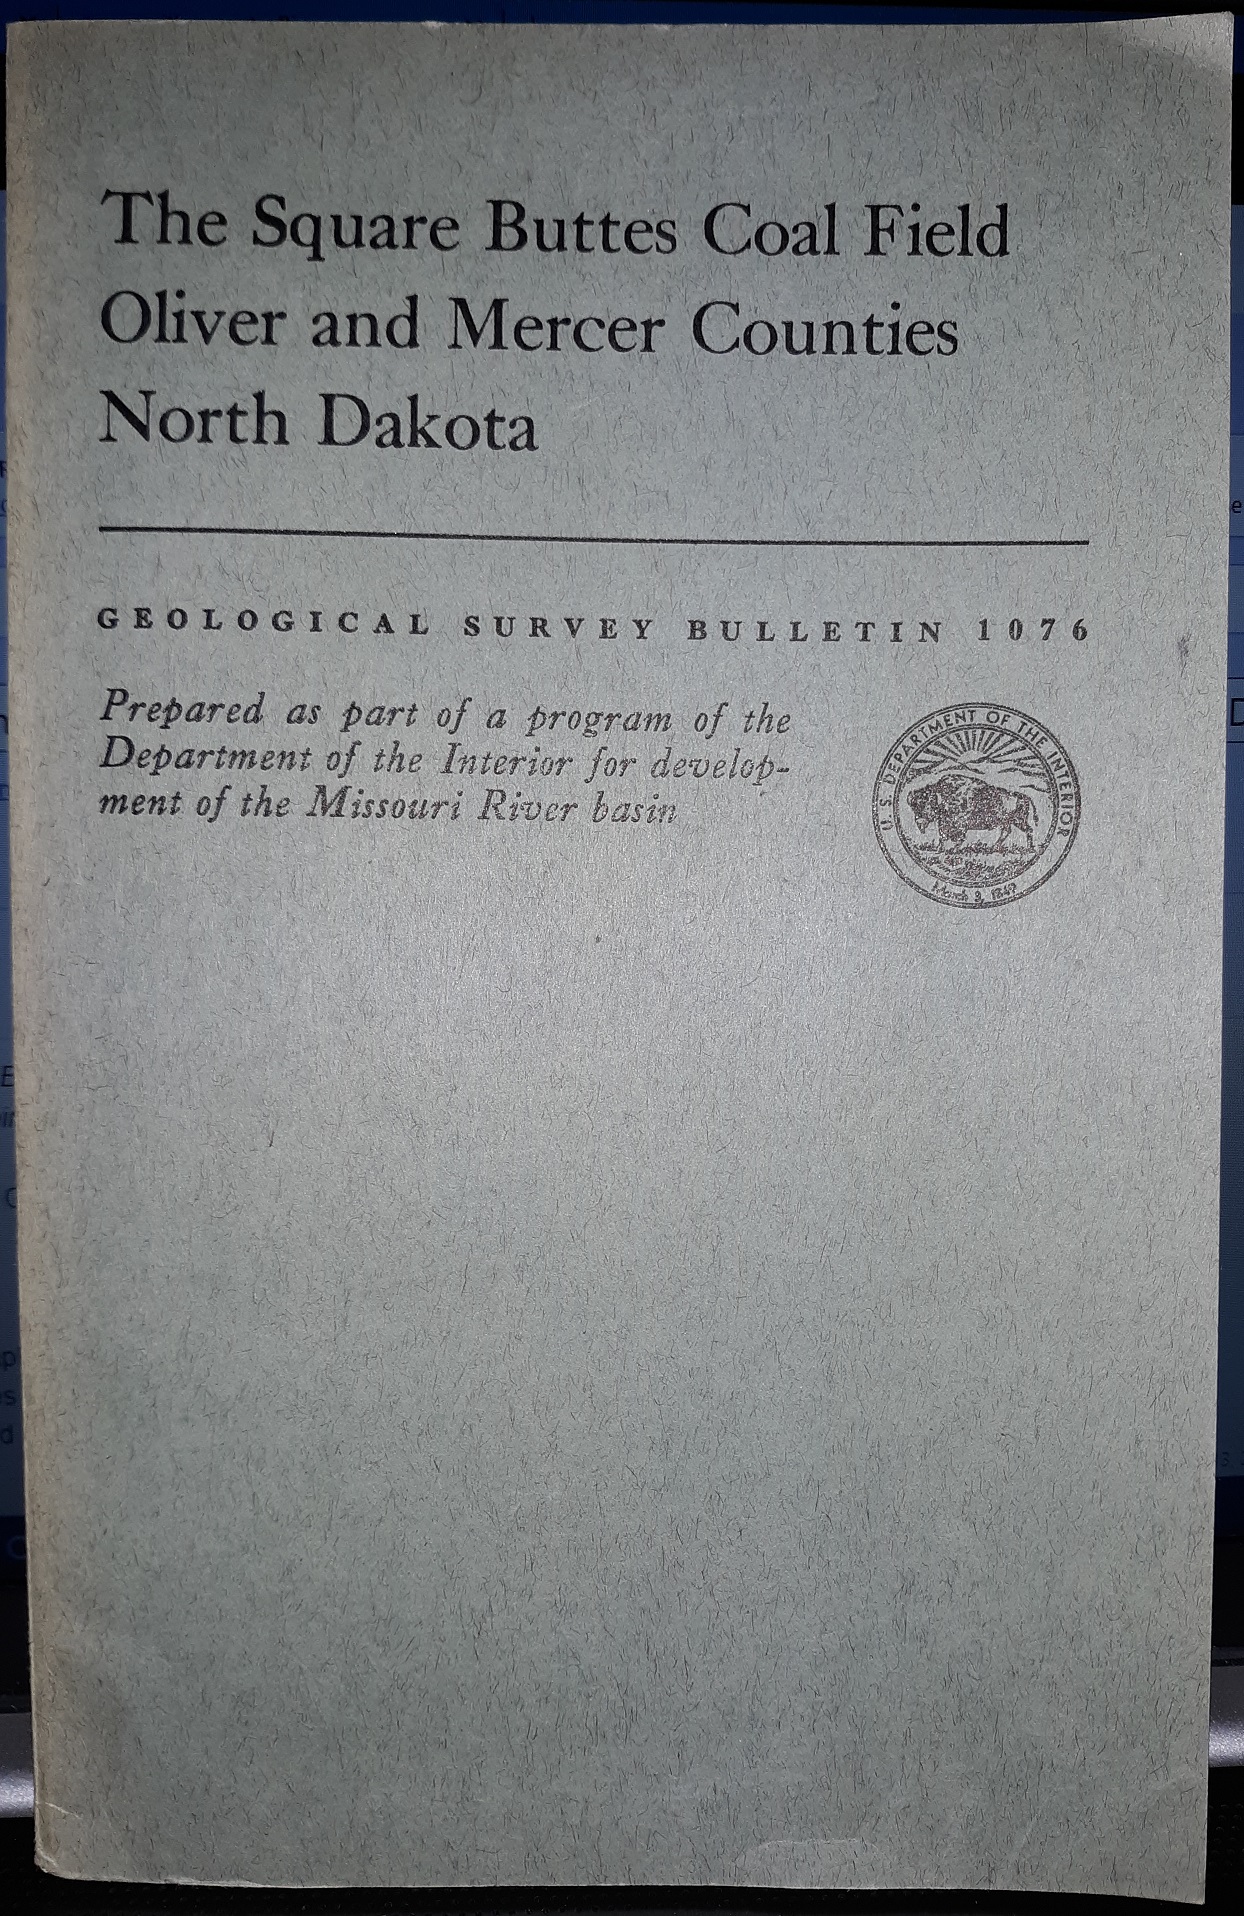 The Square Buttes Coal Field
Oliver and Mercer Counties
North Dakota
GEOLOGICAL SURVEY BULLETIN 1076
Prepared as part of a program of the
Department of the Interior for develop-
ment of the Missouri River basin
U.S. DEPARTMENT OF THE INTERIOR
March 3, 1849